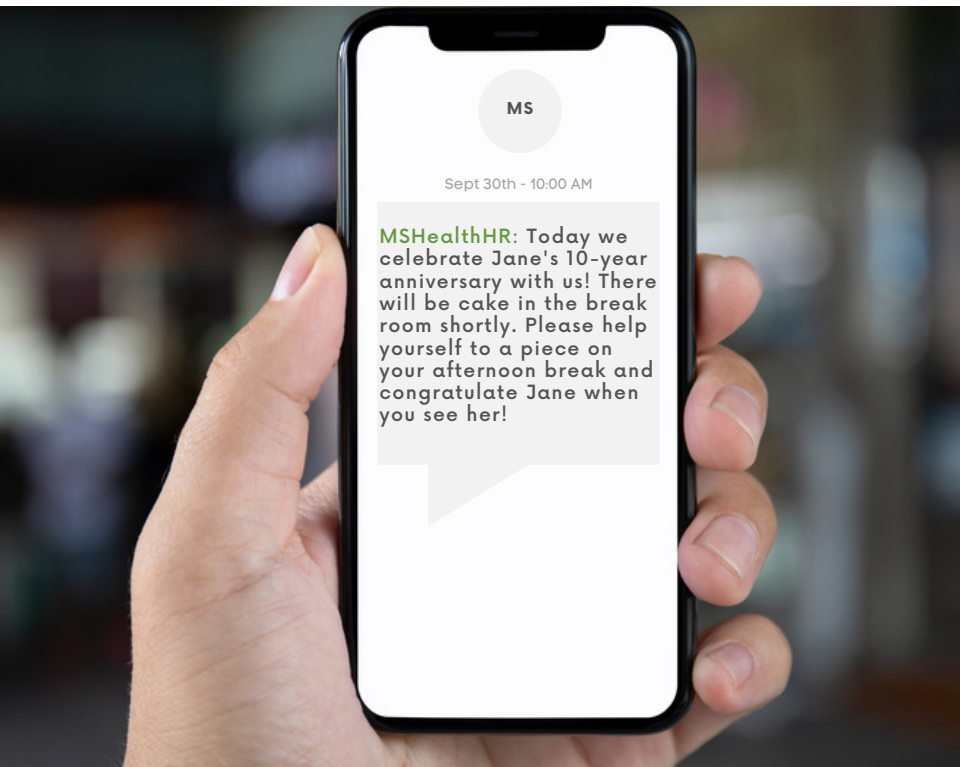 MS
Sept 30th - 10:00 AM
MSHealthHR: Today we
celebrate Jane's 10-year
anniversary with us! There
will be cake in the break
room shortly. Please help
yourself to a piece on
your afternoon break and
congratulate Jane when
you see her!